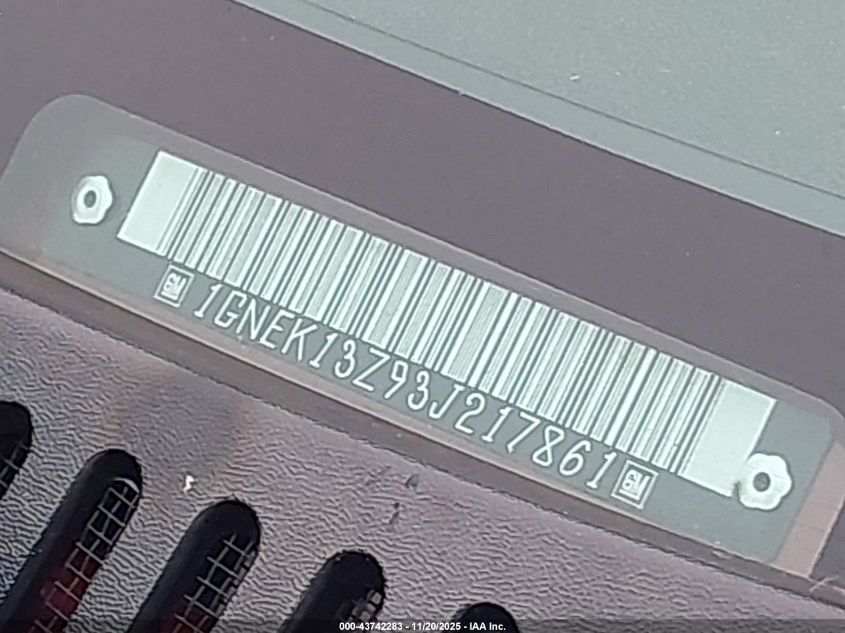 GM 1GNEK13Z93J217861 GM
000-43742283 - 11/20/2025 - IAA Inc.